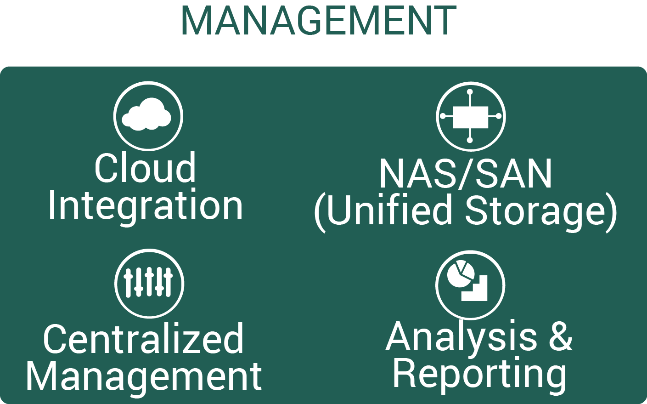 MANAGEMENT
Cloud
Integration
NAS/SAN
(Unified Storage)
Centralized
Management
Analysis &
Reporting